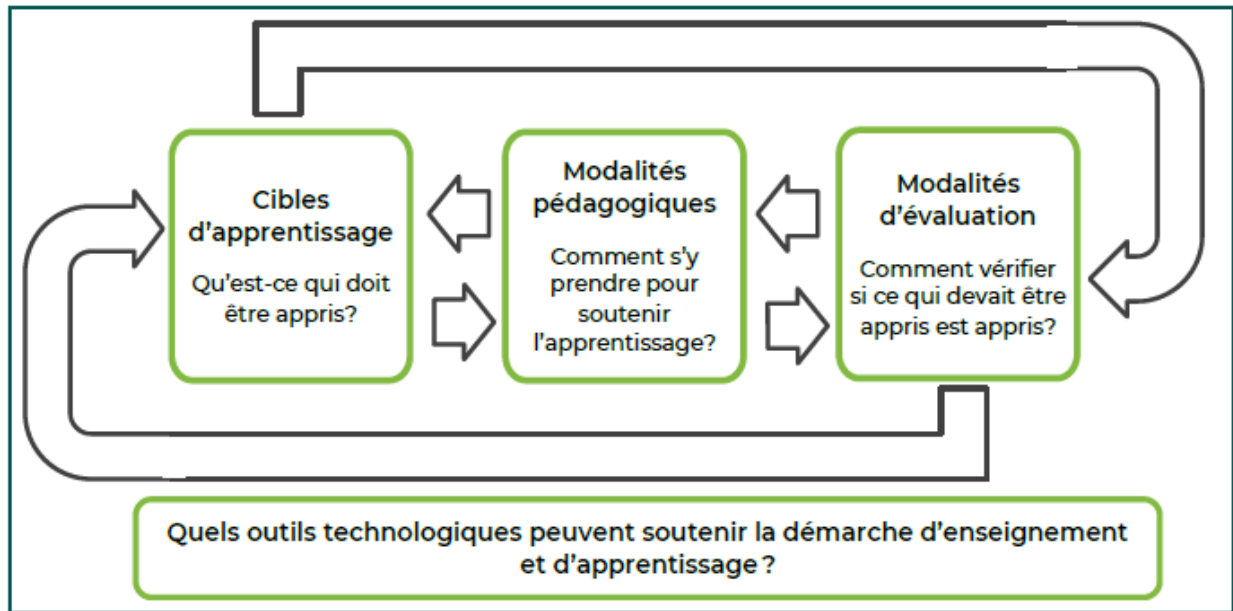 Cibles
d'apprentissage
Qu'est-ce qui doit
être appris?
Modalités
pédagogiques
Comment s'y
prendre pour
soutenir
l'apprentissage?
Modalités
d'évaluation
Comment vérifier
si ce qui devait être
appris est appris?
Quels outils technologiques peuvent soutenir la démarche d'enseignement
et d'apprentissage ?